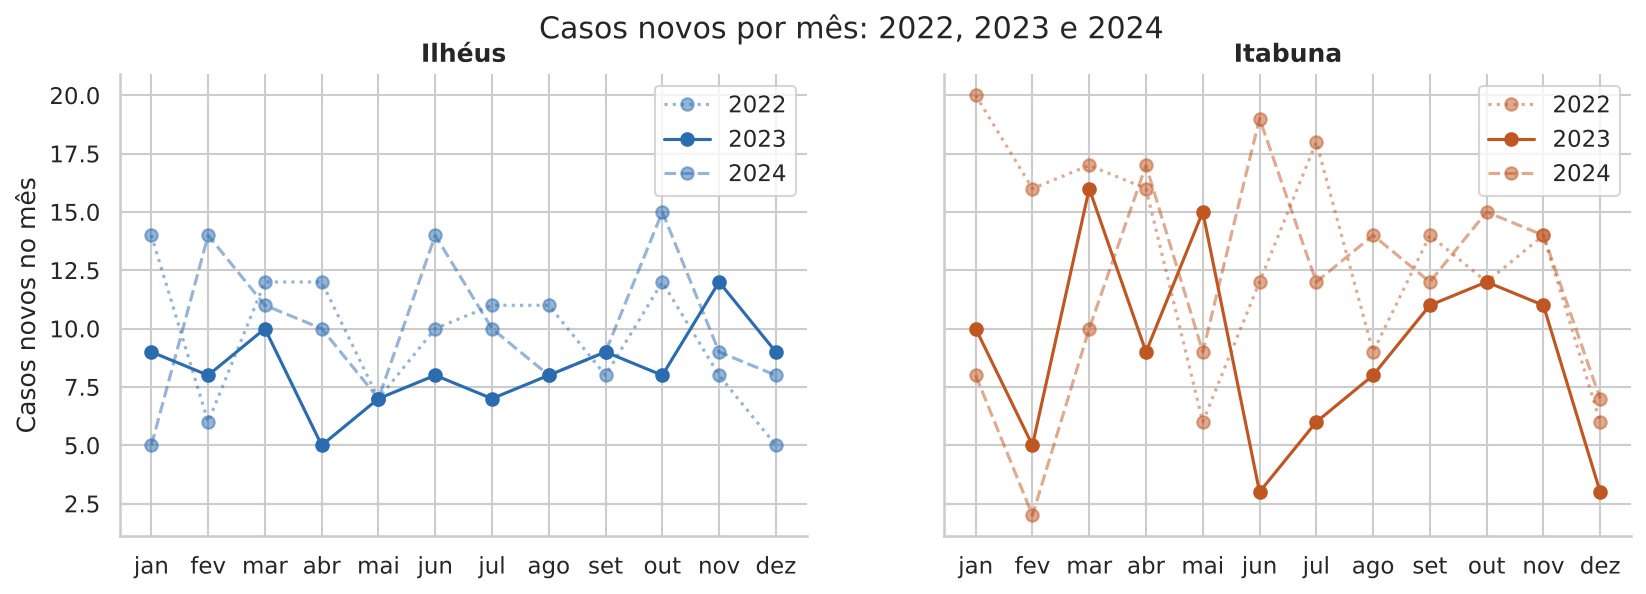 Casos novos por mês: 2022, 2023 e 2024
Ilhéus
Casos novos no mês
20.0
17.5
15.0
12.5
10.0
7.5
5.0
2.5
jan fev mar abr mai jun jul ago set out nov dez
2022
2023
2024
Itabuna
jan fev mar abr mai jun jul ago set out nov dez
2022
2023
2024